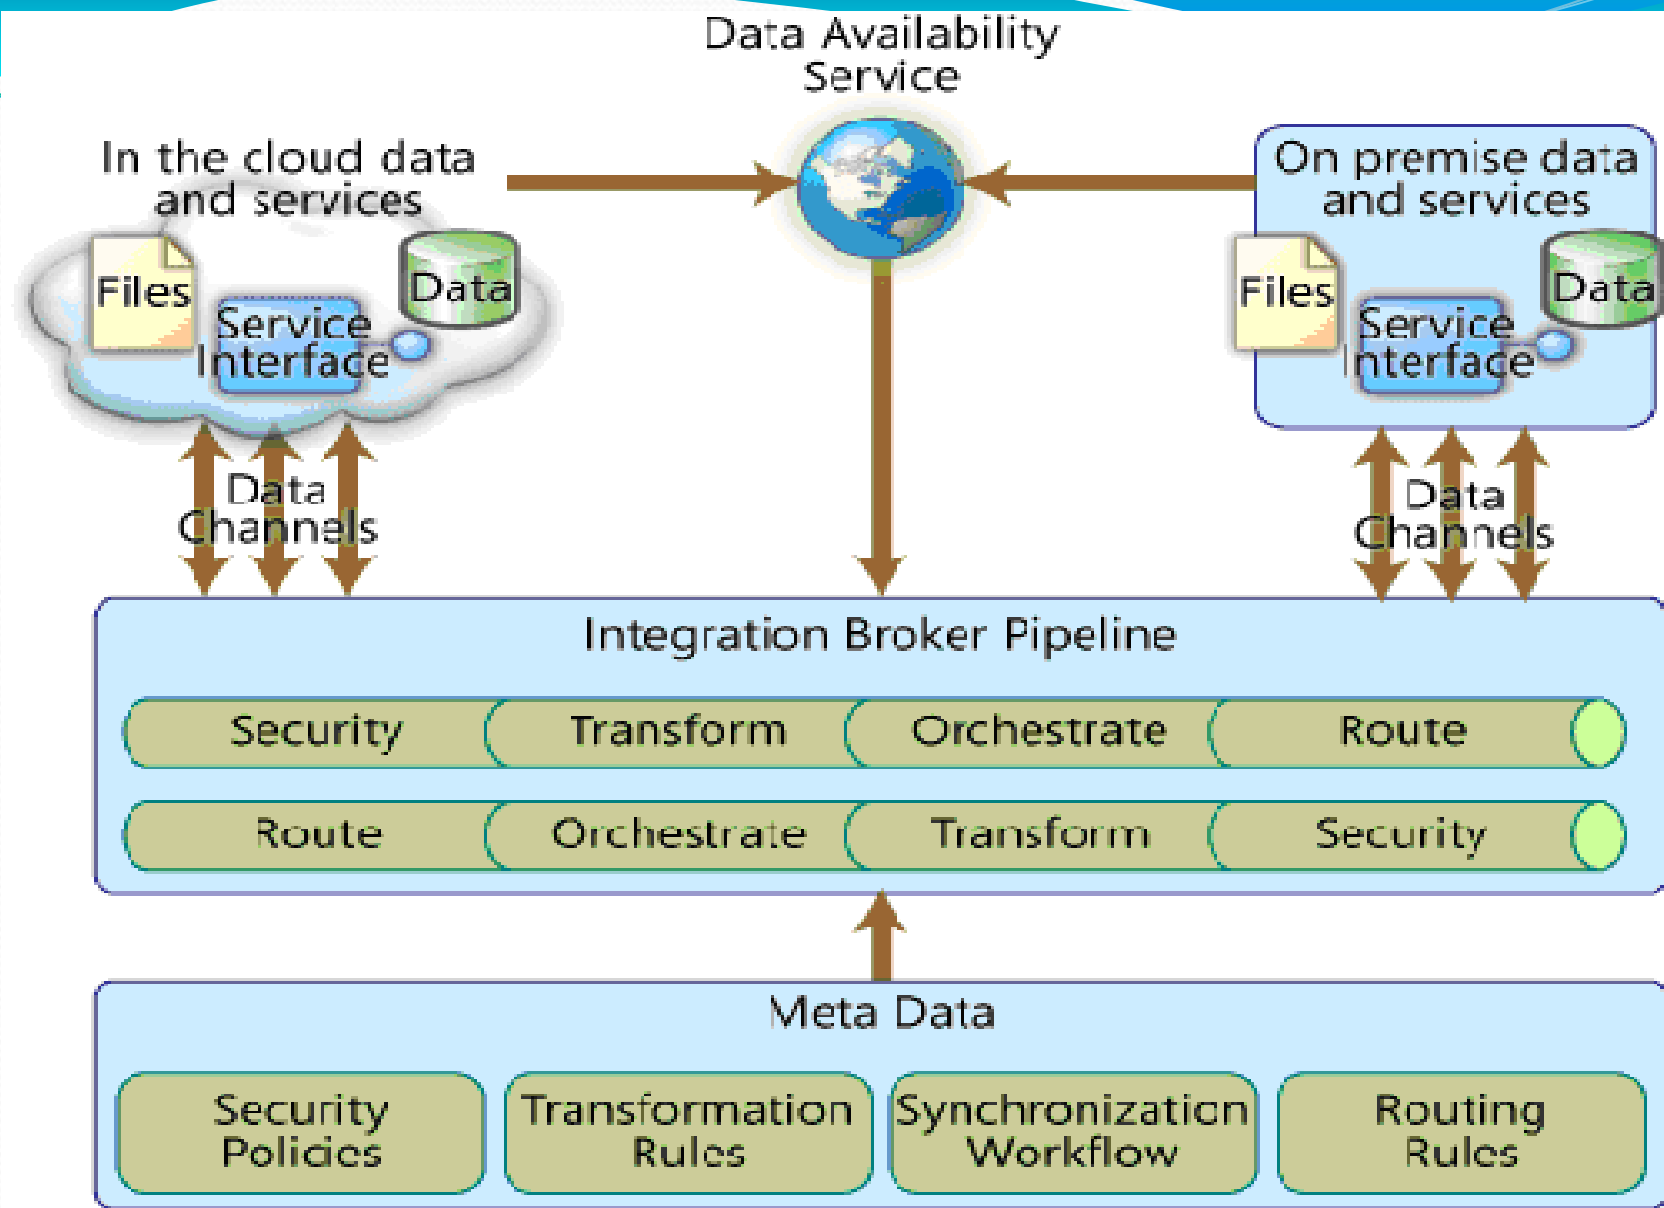 Data Availability
Service
In the cloud data
and services
Files
Data
Service
Interface
On premise data
and services
Files
Data
Service
Interface
Data
Channels
Data
Channels
Integration Broker Pipeline
Security
Transform
Orchestrate
Route
Route
Orchestrate
Transform
Security
Meta Data
Security
Policies
Transformation
Rules
Synchronization
Workflow
Routing
Rules